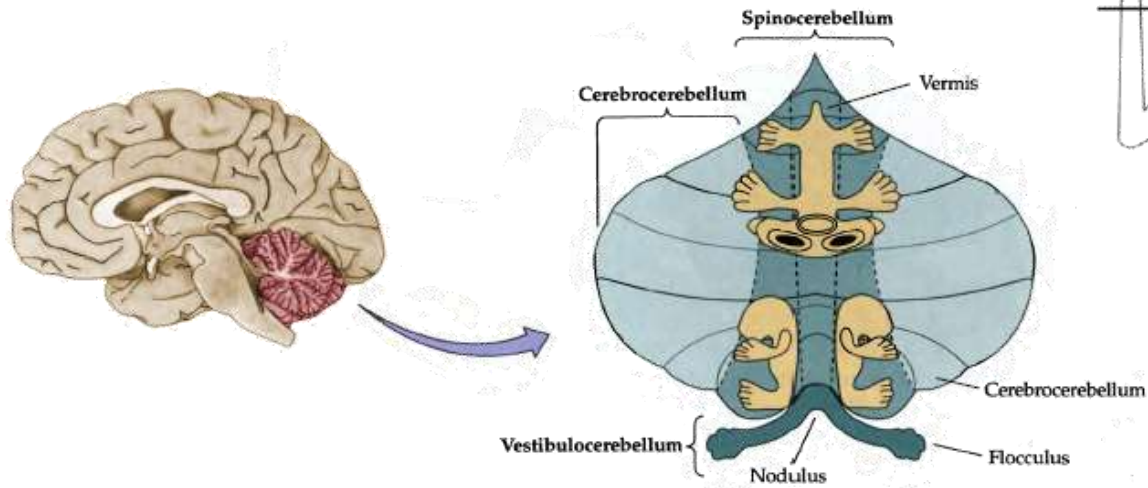 Spinocerebellum
Vermis
Cerebrocerebellum
Cerebrocerebellum
Vestibulocerebellum
Flocculus
Nodulus